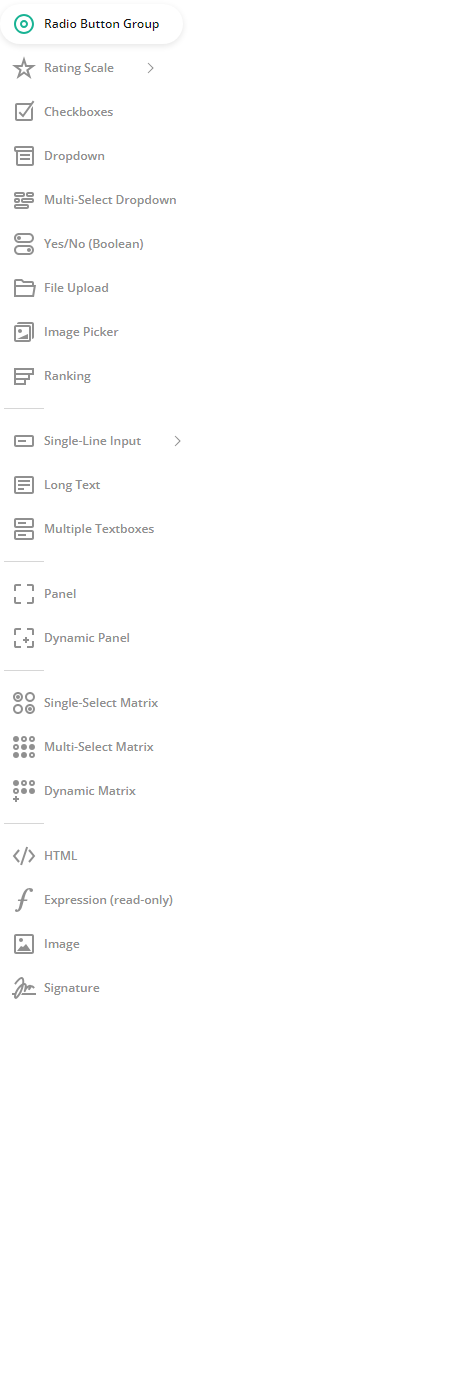 Radio Button Group
Rating Scale
Checkboxes
Dropdown
Multi-Select Dropdown
Yes/No (Boolean)
File Upload
Image Picker
Ranking
Single-Line Input
Long Text
Multiple Textboxes
Panel
Dynamic Panel
Single-Select Matrix
Multi-Select Matrix
Dynamic Matrix
HTML
Expression (read-only)
Image
Signature